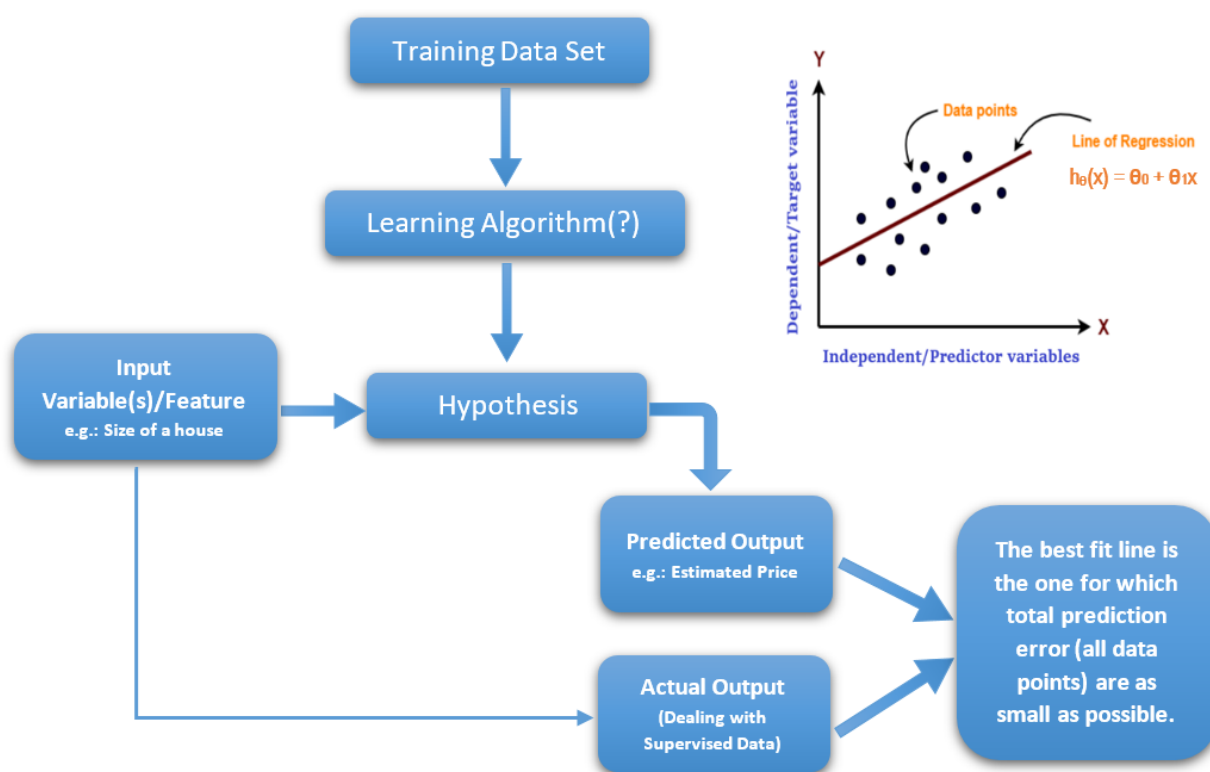 Training Data Set
Learning Algorithm(?)
Input
Variable(s)/Feature
e.g.: Size of a house
Hypothesis
Predicted Output
e.g.: Estimated Price
Actual Output
(Dealing with
Supervised Data)
The best fit line is
the one for which
total prediction
error (all data
points) are as
small as possible.
Y
Dependent/Target variable
Data points
Line of Regression
hθ(x) = θ0 + θ1x
X
Independent/Predictor variables